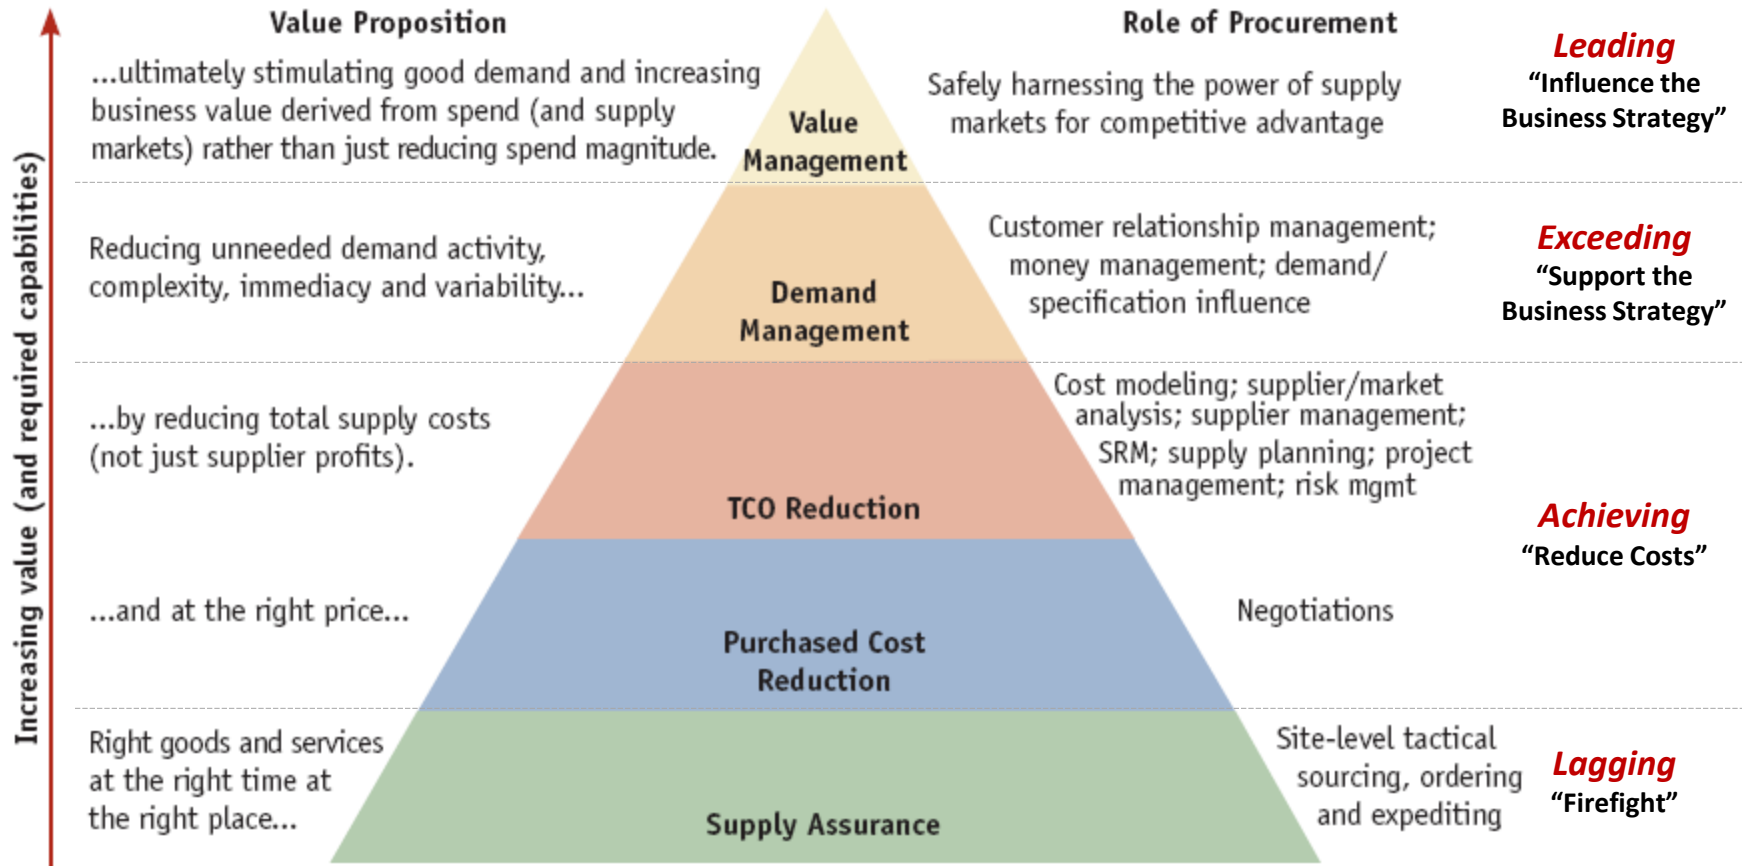 Increasing value (and required capabilities)
Value Proposition
Role of Procurement
...ultimately stimulating good demand and increasing
business value derived from spend (and supply
markets) rather than just reducing spend magnitude.
Value
Management
Safely harnessing the power of supply
markets for competitive advantage
Leading
“Influence the
Business Strategy”
Reducing unneeded demand activity,
complexity, immediacy and variability...
Demand
Management
Customer relationship management;
money management; demand/
specification influence
Exceeding
“Support the
Business Strategy”
...by reducing total supply costs
(not just supplier profits).
TCO Reduction
Cost modeling; supplier/market
analysis; supplier management;
SRM; supply planning; project
management; risk mgmt
Achieving
“Reduce Costs”
...and at the right price...
Purchased Cost
Reduction
Negotiations
Right goods and services
at the right time at
the right place...
Supply Assurance
Site-level tactical
sourcing, ordering
and expediting
Lagging
“Firefight”